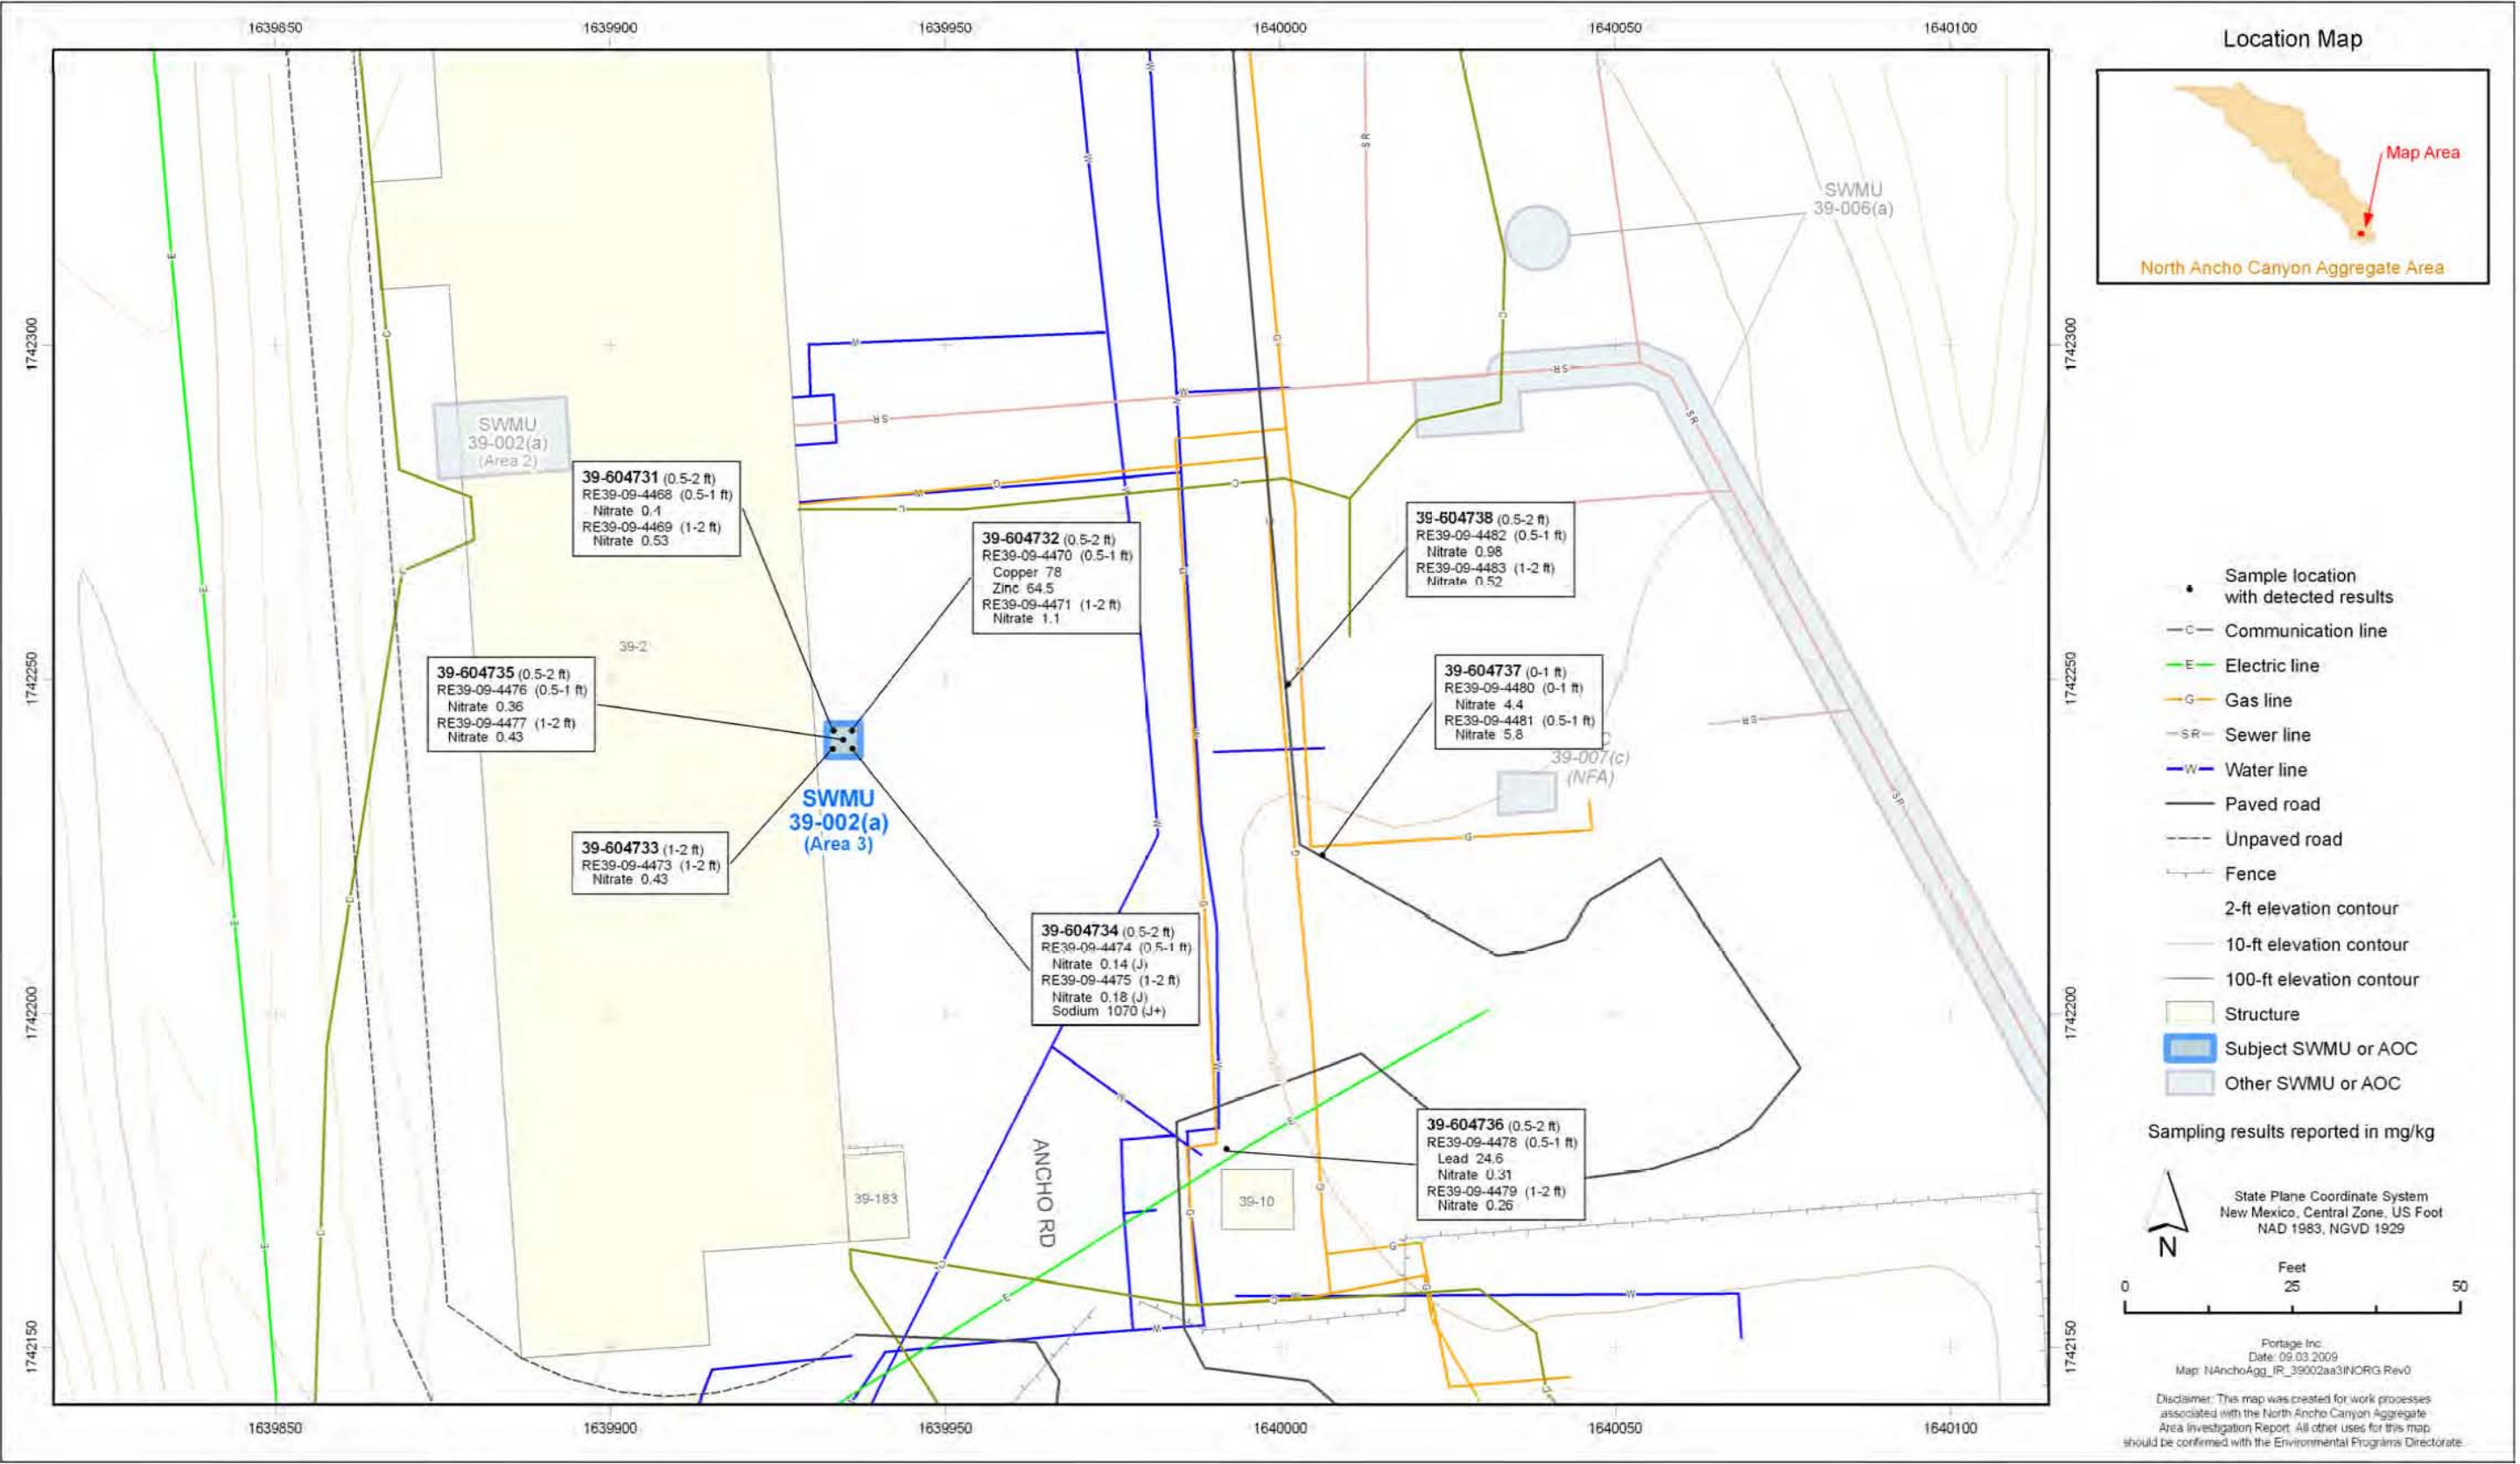 1639850
1639900
1639950
1640000
1640050
1640100
Location Map
Map Area
North Ancho Canyon Aggregate Area
SWMU
39-006(a)
1742300
1742300
SWMU
39-002(a)
(Area 2)
39-604731 (0.5-2 ft)
RE39-09-4468 (0.5-1 ft)
Nitrate 0.4
RE39-09-4469 (1-2 ft)
Nitrate 0.53
39-604732 (0.5-2 ft)
RE39-09-4470 (0.5-1 ft)
Copper 78
Zinc 64.5
RE39-09-4471 (1-2 ft)
Nitrate 1.1
39-604738 (0.5-2 ft)
RE39-09-4482 (0.5-1 ft)
Nitrate 0.98
RE39-09-4483 (1-2 ft)
Nitrate 0.52
39-2
1742250
1742250
39-604735 (0.5-2 ft)
RE39-09-4476 (0.5-1 ft)
Nitrate 0.36
RE39-09-4477 (1-2 ft)
Nitrate 0.43
39-604737 (0-1 ft)
RE39-09-4480 (0-1 ft)
Nitrate 4.4
RE39-09-4481 (0.5-1 ft)
Nitrate 5.8
C
39-007(c)
(NFA)
SWMU
39-002(a)
(Area 3)
39-604733 (1-2 ft)
RE39-09-4473 (1-2 ft)
Nitrate 0.43
39-604734 (0.5-2 ft)
RE39-09-4474 (0.5-1 ft)
Nitrate 0.14 (J)
RE39-09-4475 (1-2 ft)
Nitrate 0.18 (J)
Sodium 1070 (J+)
1742200
1742200
39-604736 (0.5-2 ft)
RE39-09-4478 (0.5-1 ft)
Lead 24.6
Nitrate 0.31
RE39-09-4479 (1-2 ft)
Nitrate 0.26
39-183
ANCHO RD
39-10
1742150
1742150
1639850
1639900
1639950
1640000
1640050
1640100
Sample location
with detected results
C Communication line
E Electric line
G Gas line
SR Sewer line
W Water line
Paved road
Unpaved road
Fence
2-ft elevation contour
10-ft elevation contour
100-ft elevation contour
Structure
Subject SWMU or AOC
Other SWMU or AOC
Sampling results reported in mg/kg
N
State Plane Coordinate System
New Mexico, Central Zone, US Foot
NAD 1983, NGVD 1929
Feet
0 25 50
Portage Inc.
Date: 09.03.2009
Map: NAnchoAgg_IR_39002aa3INORG Rev0
Disclaimer: This map was created for work processes
associated with the North Ancho Canyon Aggregate
Area Investigation Report. All other uses for this map
should be confirmed with the Environmental Programs Directorate.